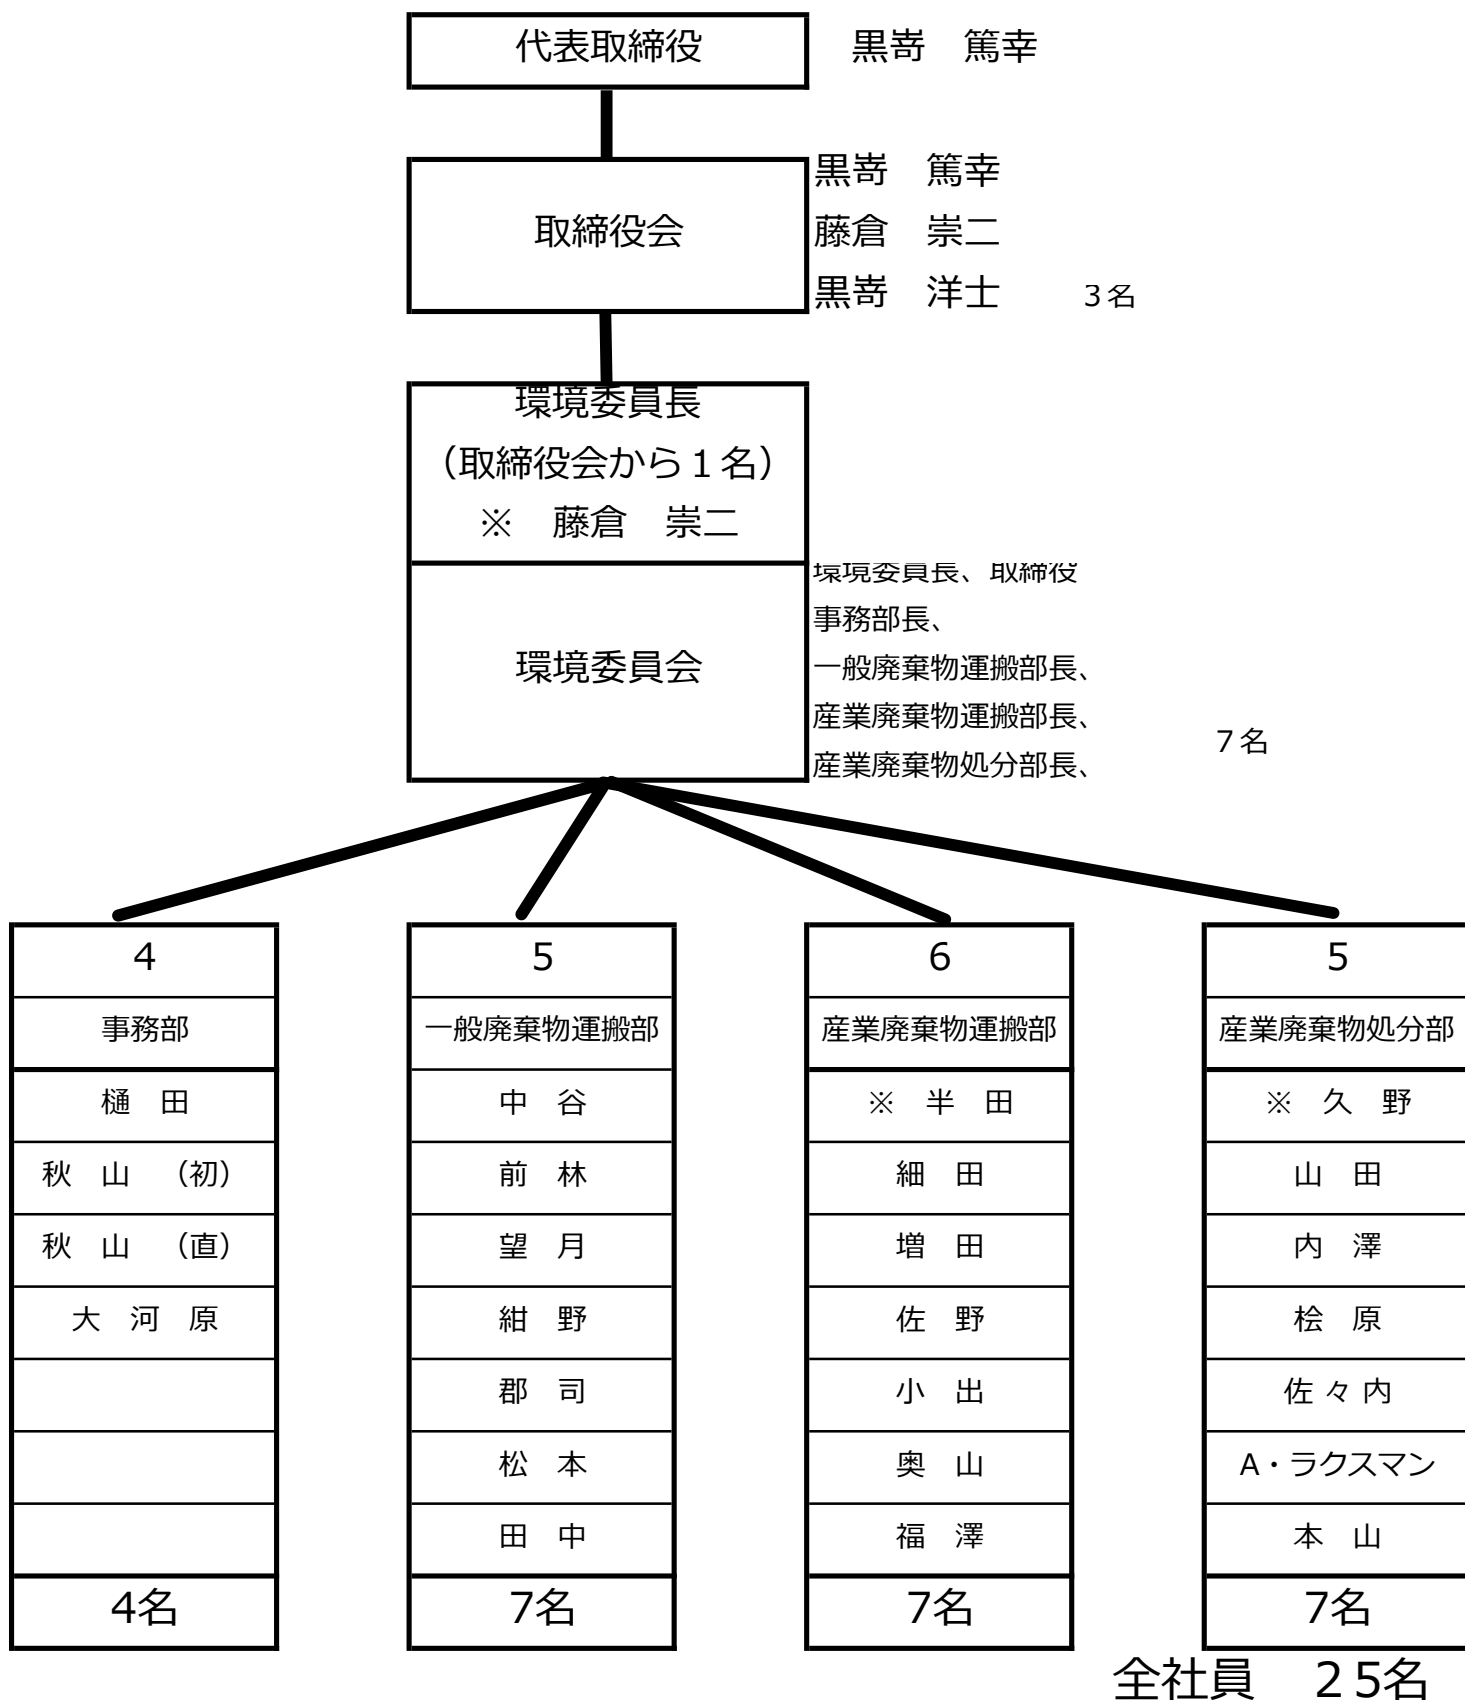 代表取締役　黒嵜　篤幸
取締役会
黒嵜　篤幸
藤倉　崇二
黒嵜　洋士　３名
環境委員長
（取締役会から１名）
※　藤倉　崇二
環境委員会
環境委員長、取締役
事務部長、
一般廃棄物運搬部長、
産業廃棄物運搬部長、
産業廃棄物処分部長、
７名
4
事務部
樋　田
秋　山　（初）
秋　山　（直）
大　河　原
4名
5
一般廃棄物運搬部
中　谷
前　林
望　月
紺　野
郡　司
松　本
田　中
7名
6
産業廃棄物運搬部
※　半　田
細　田
増　田
佐　野
小　出
奥　山
福　澤
7名
5
産業廃棄物処分部
※　久　野
山　田
内　澤
桧　原
佐 々 内
A・ラクスマン
本　山
7名
全社員　２5名